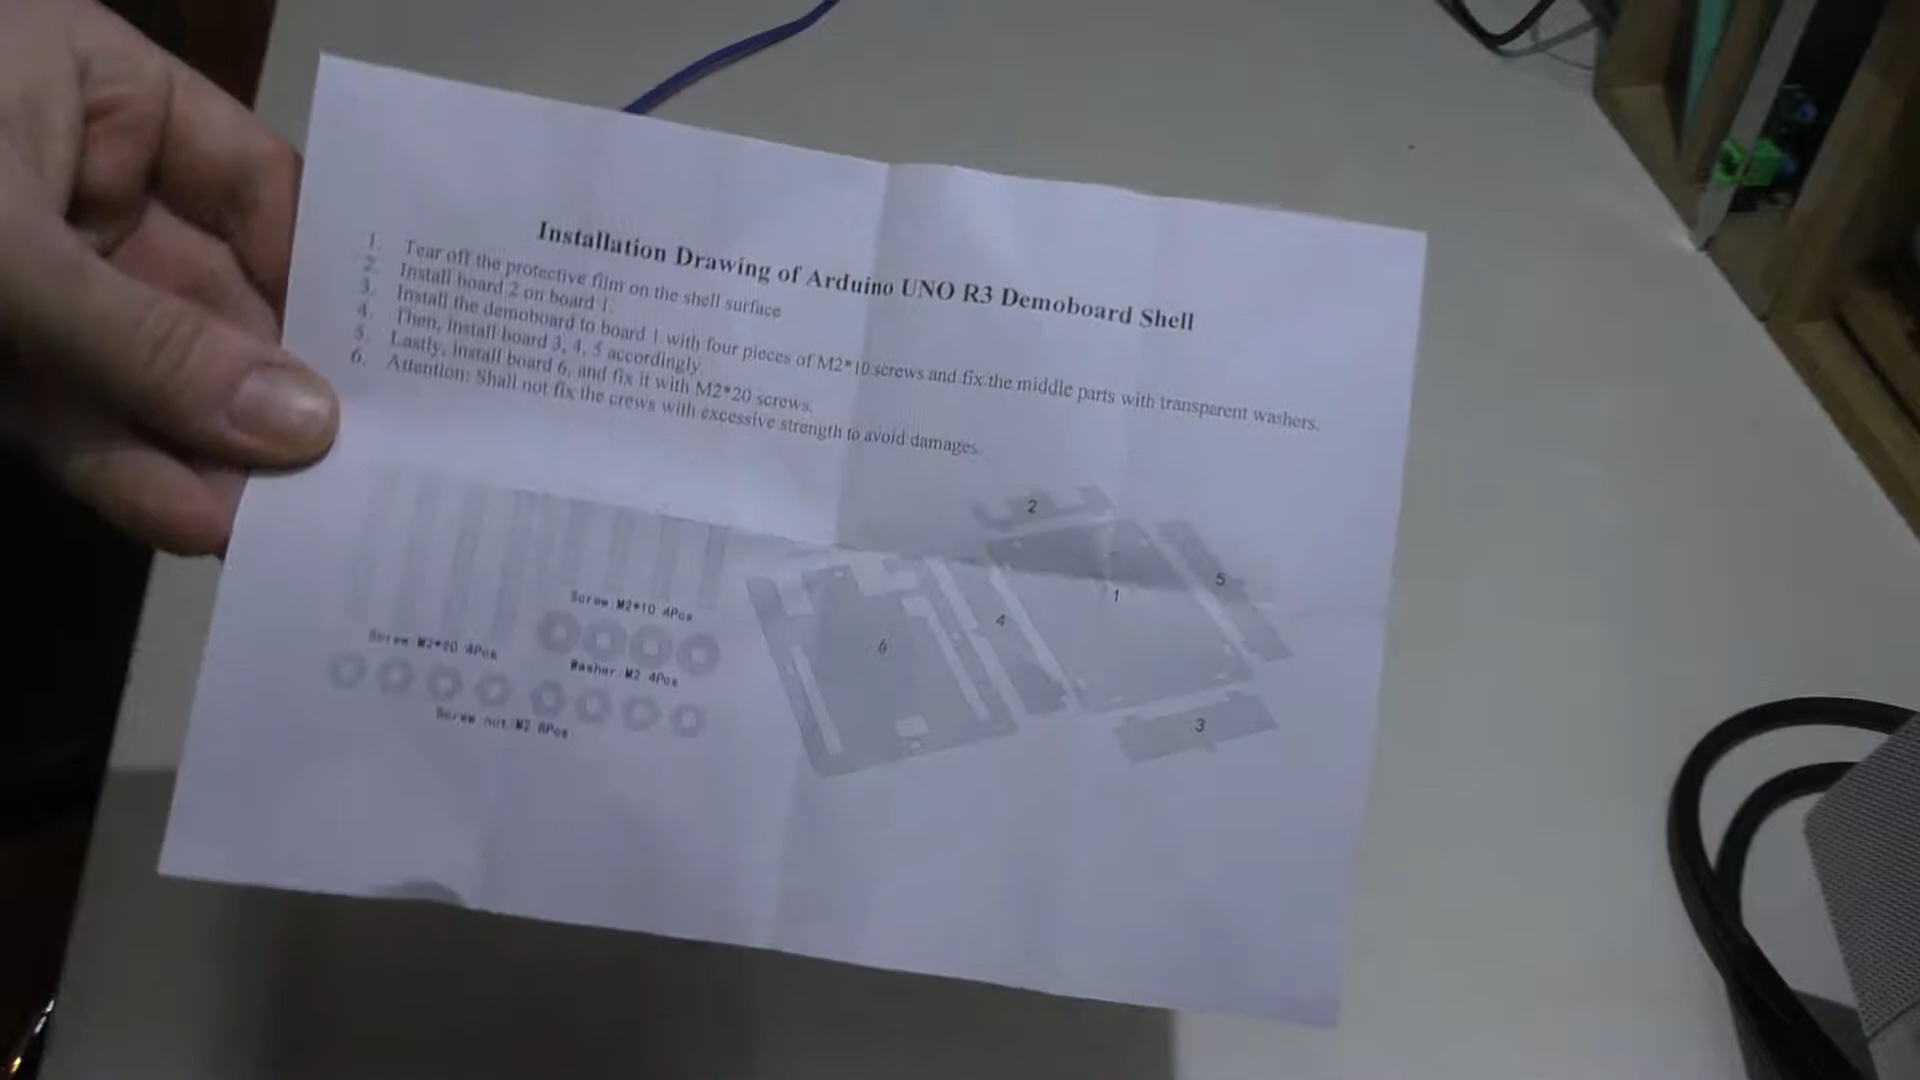 Installation Drawing of Arduino UNO R3 Demoboard Shell
1. Tear off the protective film on the shell surface
2. Install board 2 on board 1.
3. Install the demoboard to board 1 with four pieces of M2*10 screws and fix the middle parts with transparent washers.
4. Then, install board 3, 4, 5 accordingly.
5. Lastly, install board 6, and fix it with M2*20 screws.
6. Attention: Shall not fix the crews with excessive strength to avoid damages.
2
5
1
4
6
3
Screw:M2*10 4Pos
Screw:M2*20 4Pos
Washer:M2 4Pos
Screw nut:M2 8Pos